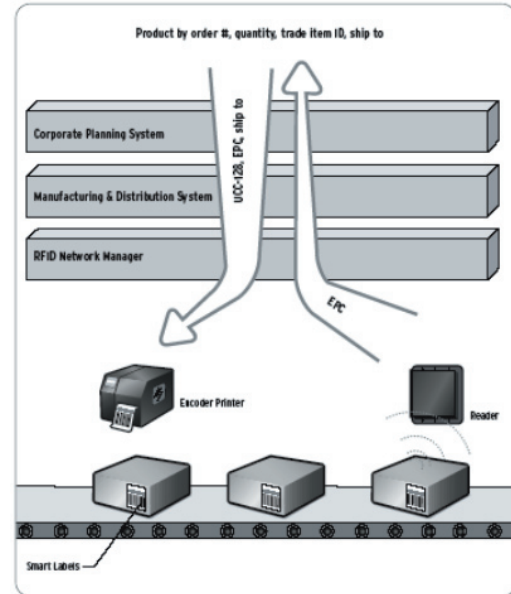 Product by order #, quantity, trade item ID, ship to
Corporate Planning System
UCC-128, EPC, ship to
Manufacturing & Distribution System
RFID Network Manager
EPC
Encoder Printer
Reader
Smart Labels